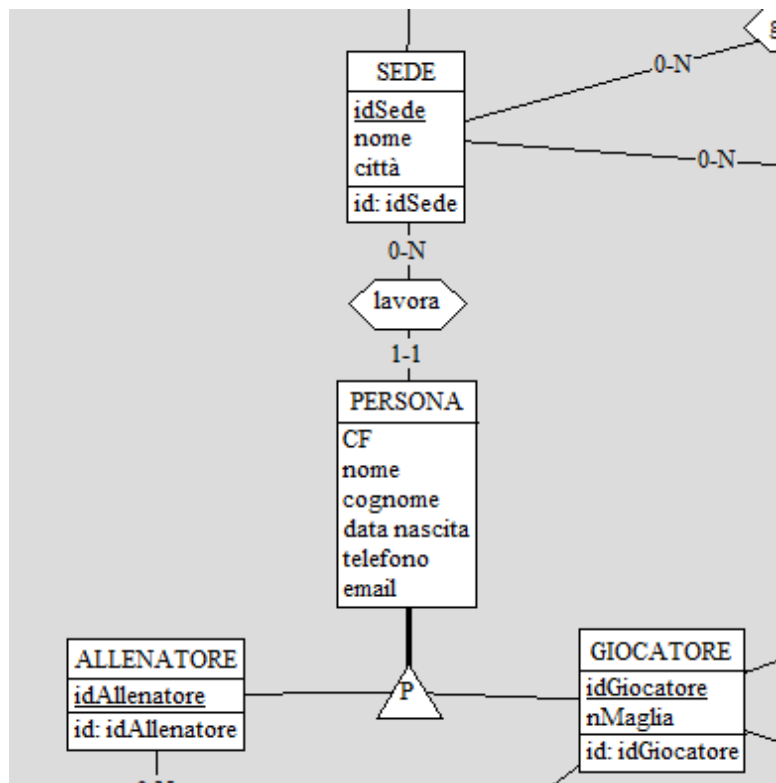 SEDE
idSede
nome
città
id: idSede
0-N
0-N
0-N
lavora
1-1
PERSONA
CF
nome
cognome
data nascita
telefono
email
P
ALLENATORE
idAllenatore
id: idAllenatore
GIOCATORE
idGiocatore
nMaglia
id: idGiocatore